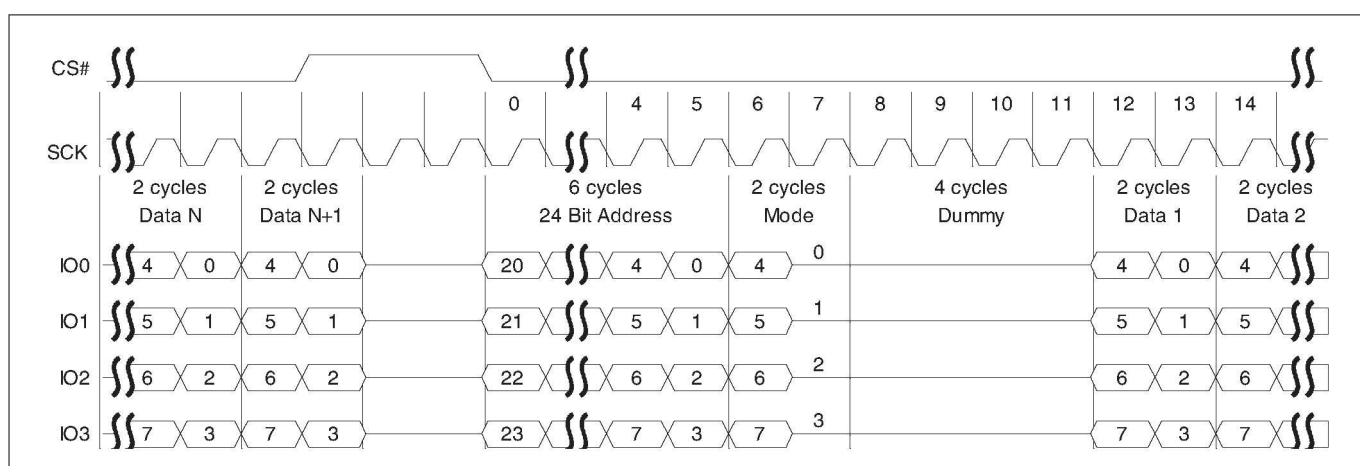 CS#
0 4 5 6 7 8 9 10 11 12 13 14
SCK
2 cycles 2 cycles 6 cycles 2 cycles 4 cycles 2 cycles 2 cycles
Data N Data N+1 24 Bit Address Mode Dummy Data 1 Data 2
IO0 4 0 4 0 20 4 0 4 0 4 0 4
IO1 5 1 5 1 21 5 1 5 1 5 1 5
IO2 6 2 6 2 22 6 2 6 2 6 2 6
IO3 7 3 7 3 23 7 3 7 3 7 3 7